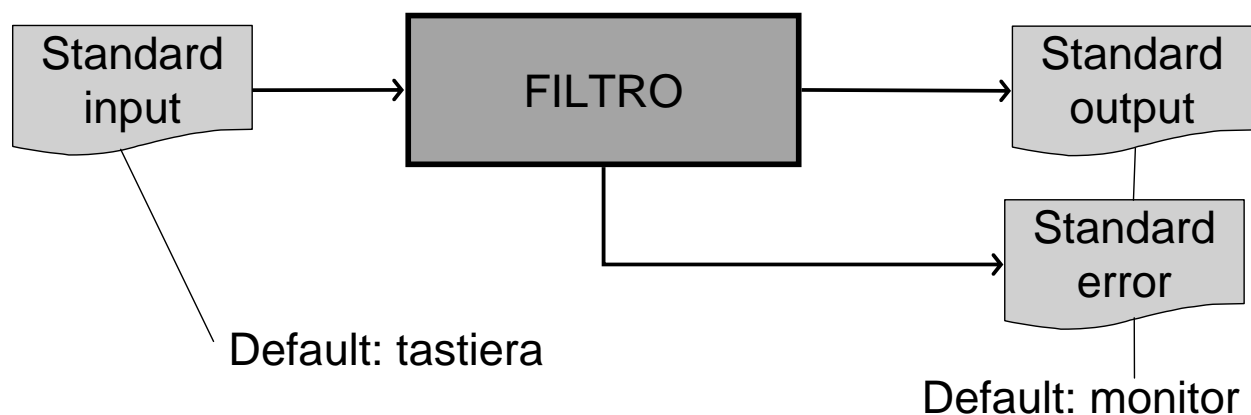 Standard
input
FILTRO
Standard
output
Standard
error
Default: tastiera
Default: monitor